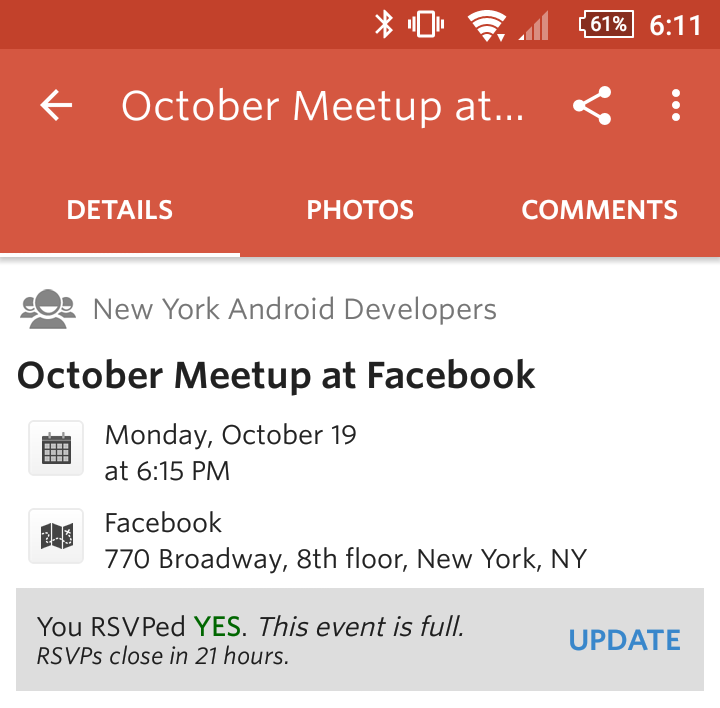 61% 6:11
October Meetup at...
DETAILS PHOTOS COMMENTS
New York Android Developers
October Meetup at Facebook
Monday, October 19
at 6:15 PM
Facebook
770 Broadway, 8th floor, New York, NY
You RSVPed YES. This event is full.
RSVPs close in 21 hours.
UPDATE